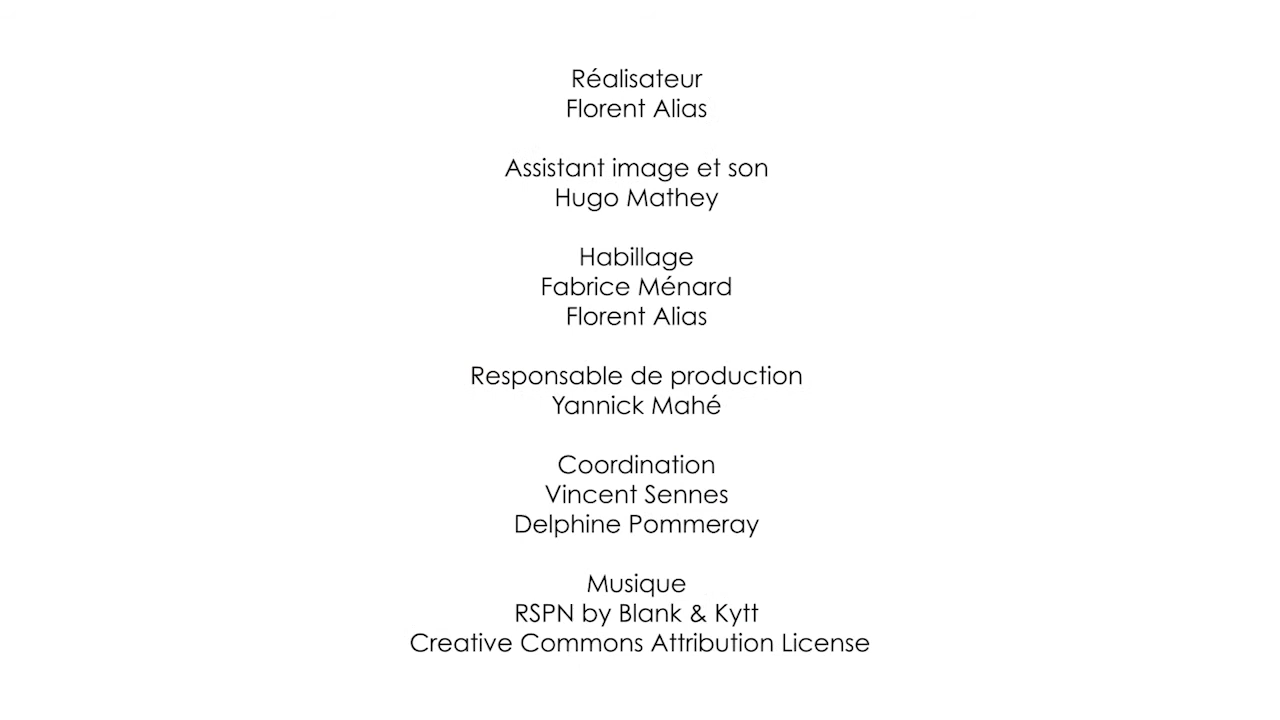 Réalisateur
Florent Alias
Assistant image et son
Hugo Mathey
Habillage
Fabrice Ménard
Florent Alias
Responsable de production
Yannick Mahé
Coordination
Vincent Sennes
Delphine Pommeray
Musique
RSPN by Blank & Kytt
Creative Commons Attribution License